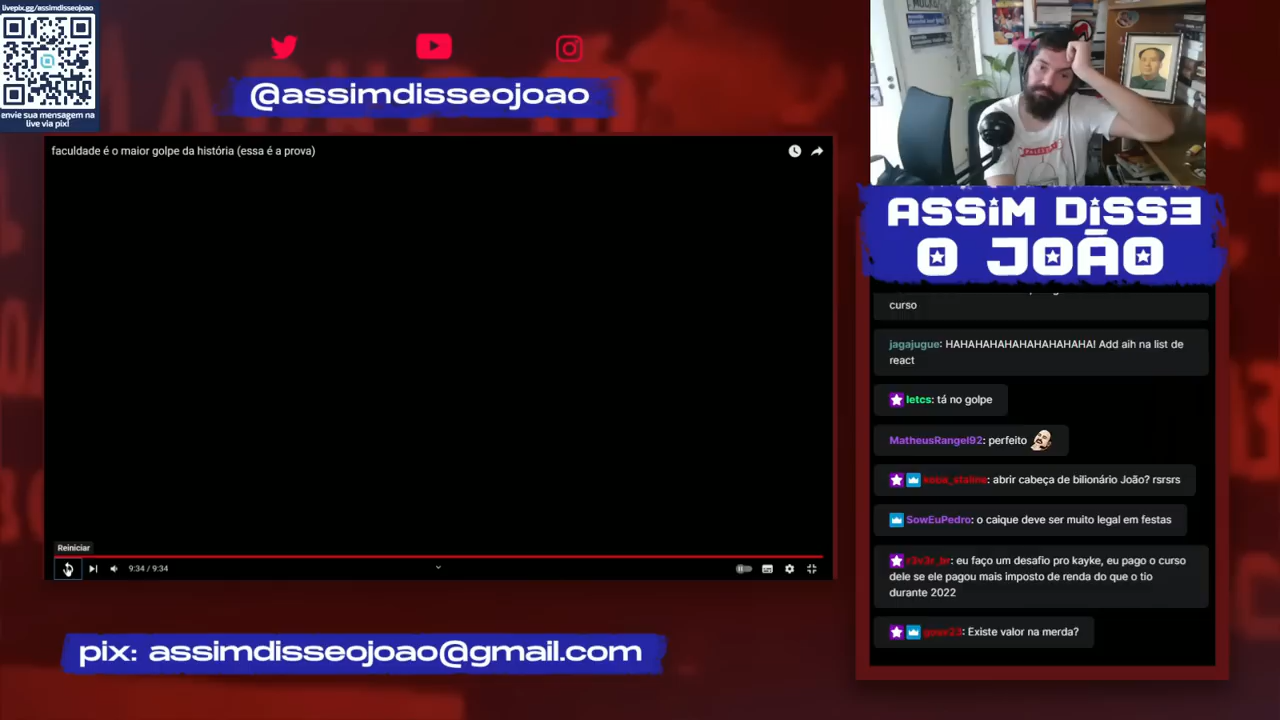 livepix.gg/assimdisseojoao
envie sua mensagem na
live via pix!
@assimdisseojoao
faculdade é o maior golpe da história (essa é a prova)
Reiniciar
9:34 / 9:34
pix: assimdisseojoao@gmail.com
ASSIM DISSE
O JOÃO
curso
jagajugue: HAHAHAHAHAHAHAHAHA! Add aih na list de
react
letcs: tá no golpe
MatheusRangel92: perfeito
abrir cabeça de bilionário João? rsrsrs
SowEuPedro: o caique deve ser muito legal em festas
eu faço um desafio pro kayke, eu pago o curso
dele se ele pagou mais imposto de renda do que o tio
durante 2022
Existe valor na merda?